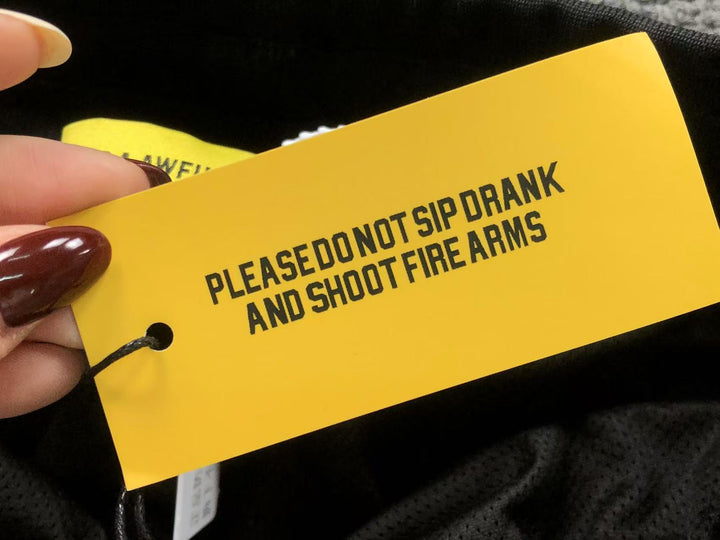 PLEASE DO NOT SIP DRANK
AND SHOOT FIRE ARMS